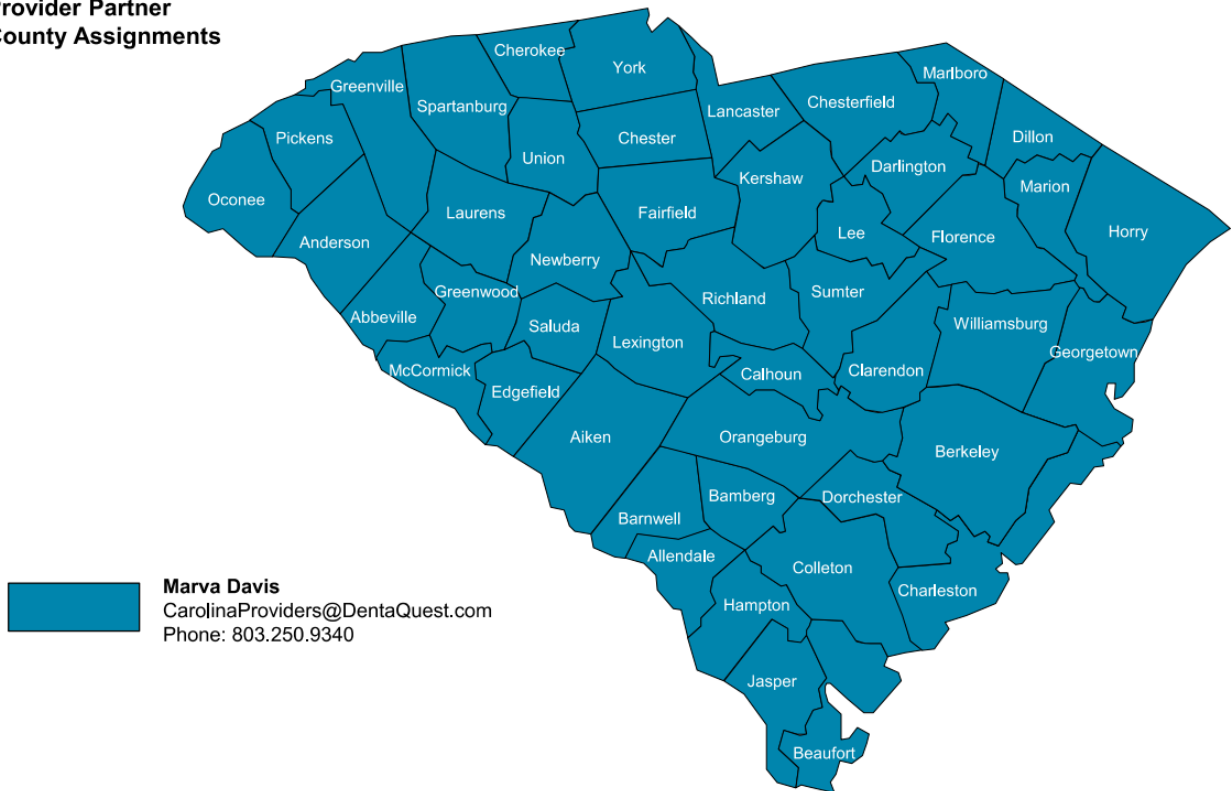 Provider Partner
County Assignments
Cherokee
York
Greenville
Spartanburg
Lancaster
Chesterfield
Marlboro
Pickens
Union
Chester
Dillon
Oconee
Laurens
Kershaw
Darlington
Marion
Anderson
Fairfield
Lee
Florence
Horry
Newberry
Abbeville
Greenwood
Saluda
Richland
Sumter
Williamsburg
Lexington
Georgetown
McCormick
Edgefield
Calhoun
Clarendon
Aiken
Orangeburg
Berkeley
Barnwell
Bamberg
Dorchester
Allendale
Colleton
Charleston
Hampton
Jasper
Beaufort
Marva Davis
CarolinaProviders@DentaQuest.com
Phone: 803.250.9340